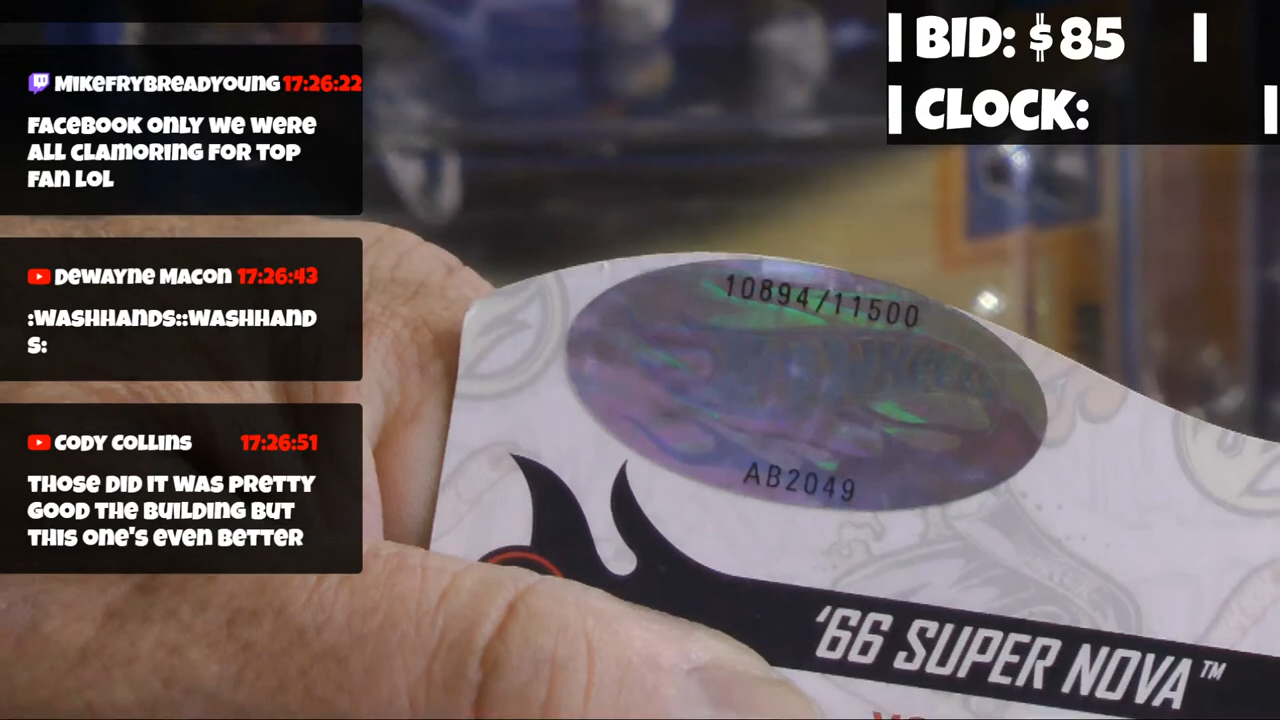 MIKEFRYBREADYOUNG 17:26:22
FACEBOOK ONLY WE WERE
ALL CLAMORING FOR TOP
FAN LOL
DEWAYNE MACON 17:26:43
:WASHHANDS::WASHHAND
S:
CODY COLLINS 17:26:51
THOSE DID IT WAS PRETTY
GOOD THE BUILDING BUT
THIS ONE'S EVEN BETTER
| BID: $85 |
| CLOCK: |
10894/11500
AB2049
'66 SUPER NOVA™